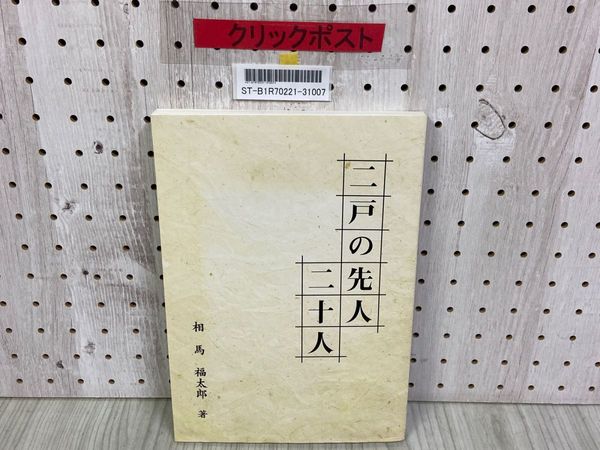 クリックポスト
ST-B1R70221-31007
二戸の先人
二十人
相馬 福太郎 著